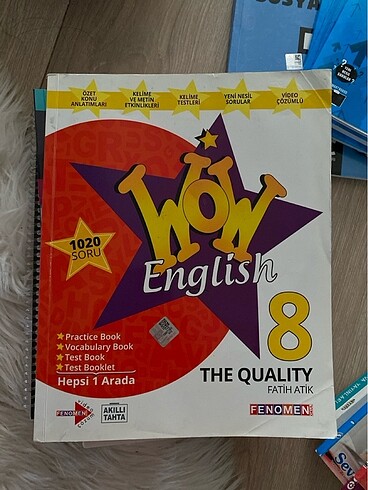 ÖZET
KONU
ANLATIMLARI
KELİME
VE METİN
ETKİNLİKLERİ
KELİME
TESTLERİ
YENİ NESİL
SORULAR
VİDEO
ÇÖZÜMLÜ
WOW
English
8
1020
SORU
Practice Book
Vocabulary Book
Test Book
Test Booklet
Hepsi 1 Arada
THE QUALITY
FATİH ATİK
FENOMEN
video
çözüm
AKILLI
TAHTA
FENOMEN